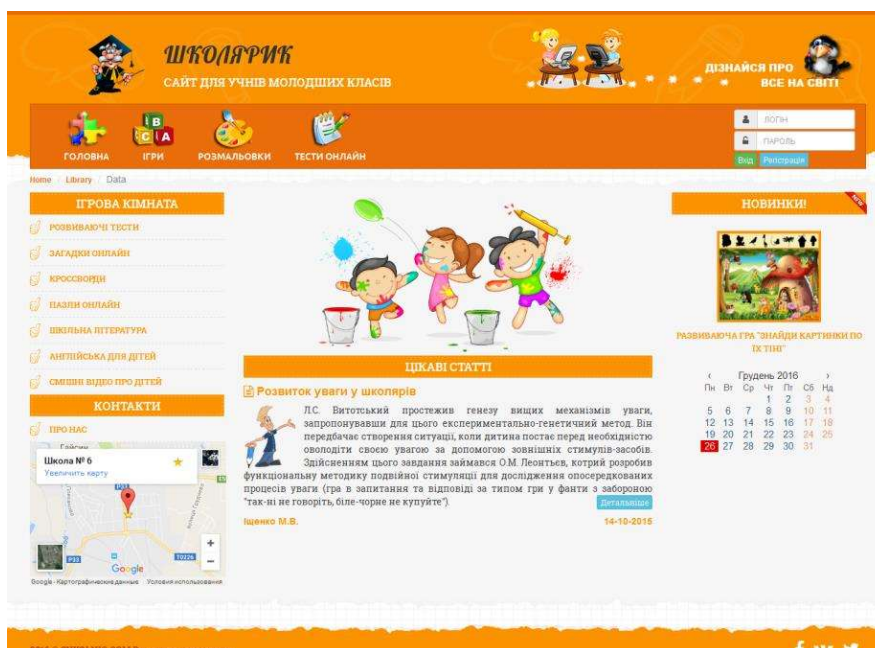 ШКОЛЯРИК
САЙТ ДЛЯ УЧНІВ МОЛОДШИХ КЛАСІВ
ДІЗНАЙСЯ ПРО
ВСЕ НА СВІТІ
ГОЛОВНА
ІГРИ
РОЗМАЛЬОВКИ
ТЕСТИ ОНЛАЙН
ЛОГІН
ПАРОЛЬ
Вхід Реєстрація
Home / Library / Data
ІГРОВА КІМНАТА
РОЗВИВАЮЧІ ТЕСТИ
ЗАГАДКИ ОНЛАЙН
КРОССВОРДИ
ПАЗЛИ ОНЛАЙН
ШКІЛЬНА ЛІТЕРАТУРА
АНГЛІЙСЬКА ДЛЯ ДІТЕЙ
СМІШНІ ВІДЕО ПРО ДІТЕЙ
КОНТАКТИ
ПРО НАС
Гайсин
Школа № 6
Увеличить карту
P33
P33
T0226
Google
Google - Картографические данные Условия использования
ЦІКАВІ СТАТТІ
Розвиток уваги у школярів
Л.С. Витотський простежив генезу вищих механізмів уваги,
запропонувавши для цього експериментально-генетичний метод. Він
передбачає створення ситуації, коли дитина постає перед необхідністю
оволодіти своєю увагою за допомогою зовнішніх стимулів-засобів.
Здійсненням цього завдання займався О.М. Леонтьєв, котрий розробив
функціональну методику подвійної стимуляції для дослідження опосередкованих
процесів уваги (гра в запитання та відповіді за типом гри у фанти з забороною
"так-ні не говоріть, біле-чорне не купуйте").
Детальніше
Іщенко М.В.
14-10-2015
НОВИНКИ!
NEW
РАЗВИВАЮЧА ГРА "ЗНАЙДИ КАРТИНКИ ПО
ЇХ ТІНІ"
‹ Грудень 2016 ›
Пн Вт Ср Чт Пт Сб Нд
1 2 3 4
5 6 7 8 9 10 11
12 13 14 15 16 17 18
19 20 21 22 23 24 25
26 27 28 29 30 31